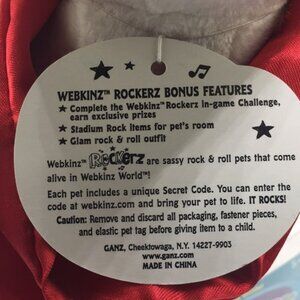 WEBKINZ™ ROCKERZ BONUS FEATURES
★ Complete the Webkinz™ Rockerz in-game Challenge,
earn exclusive prizes
★ Stadium Rock items for pet's room
★ Glam rock & roll outfit
Webkinz™ Rockerz are sassy rock & roll pets that come
alive in Webkinz World™!
Each pet includes a unique Secret Code. You can enter
the code at webkinz.com and bring your pet to life. IT ROCKS!
Caution: Remove and discard all packaging, fastener pieces,
and elastic pet tag before giving item to a child.
GANZ, Cheektowaga, N.Y. 14227-9903
www.ganz.com
MADE IN CHINA